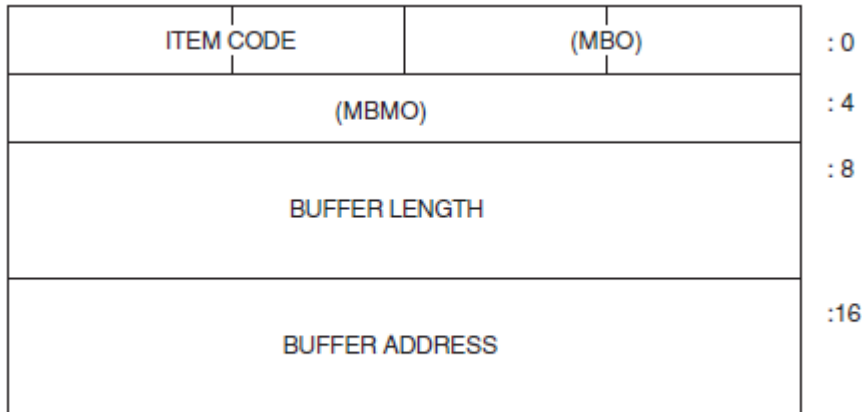 ITEM CODE (MBO) : 0
(MBMO) : 4
: 8
BUFFER LENGTH
:16
BUFFER ADDRESS